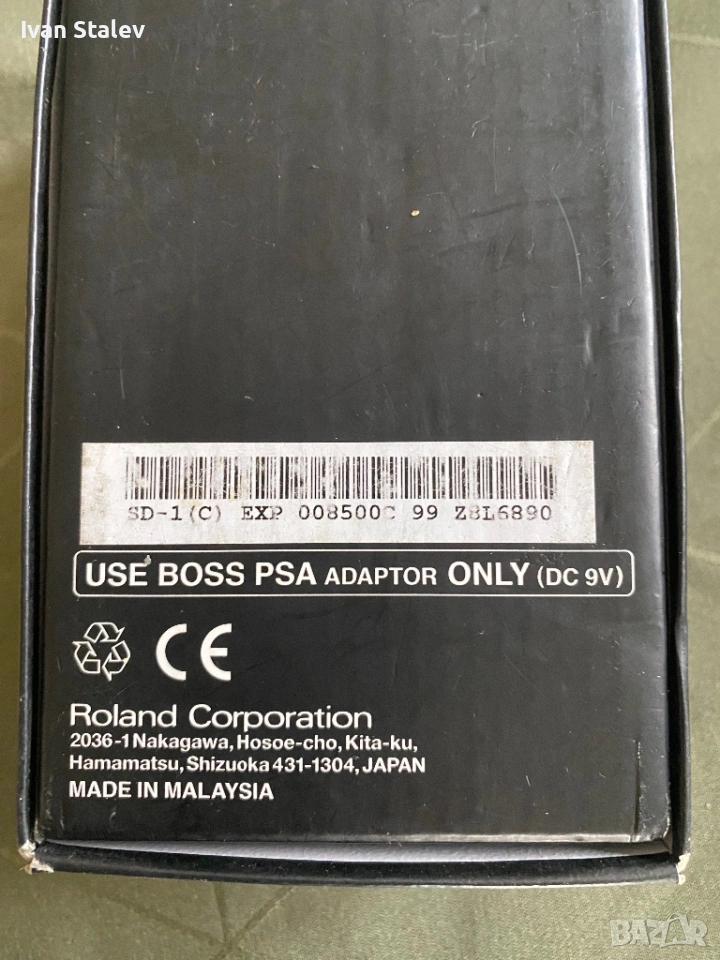 Ivan Stalev
SD-1(C) EXP 008500C 99 Z8L6890
USE BOSS PSA ADAPTOR ONLY (DC 9V)
CE
Roland Corporation
2036-1 Nakagawa, Hosoe-cho, Kita-ku,
Hamamatsu, Shizuoka 431-1304, JAPAN
MADE IN MALAYSIA
BAZAR